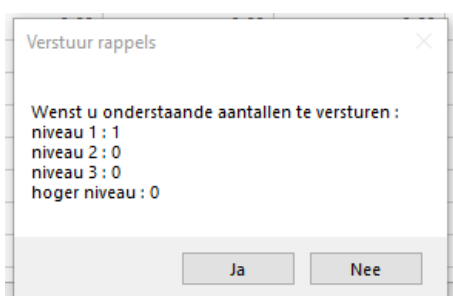 Verstuur rappels
Wenst u onderstaande aantallen te versturen :
niveau 1 : 1
niveau 2 : 0
niveau 3 : 0
hoger niveau : 0
Ja
Nee